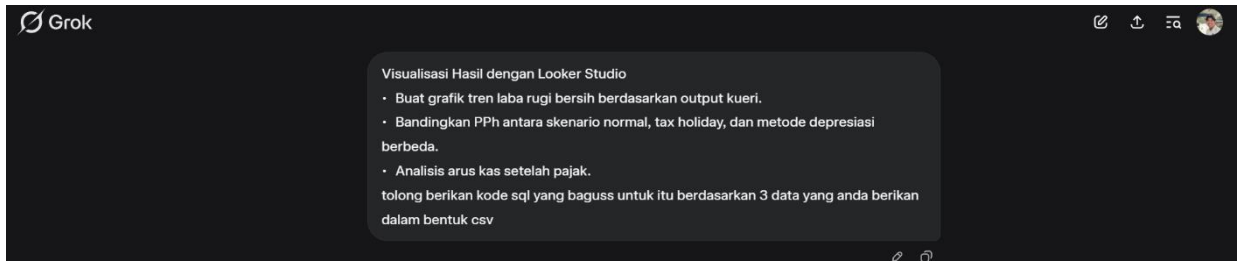 Grok
Visualisasi Hasil dengan Looker Studio
• Buat grafik tren laba rugi bersih berdasarkan output kueri.
• Bandingkan PPh antara skenario normal, tax holiday, dan metode depresiasi
berbeda.
• Analisis arus kas setelah pajak.
tolong berikan kode sql yang baguss untuk itu berdasarkan 3 data yang anda berikan
dalam bentuk csv